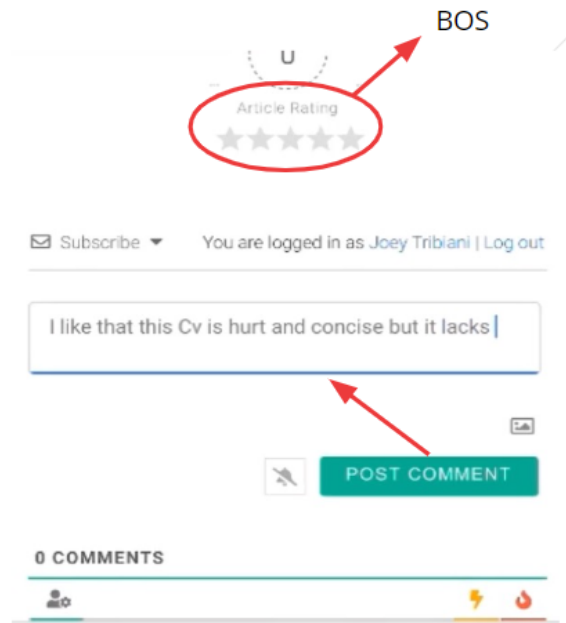 BOS
Article Rating
Subscribe
You are logged in as Joey Tribiani | Log out
I like that this Cv is hurt and concise but it lacks
POST COMMENT
0 COMMENTS